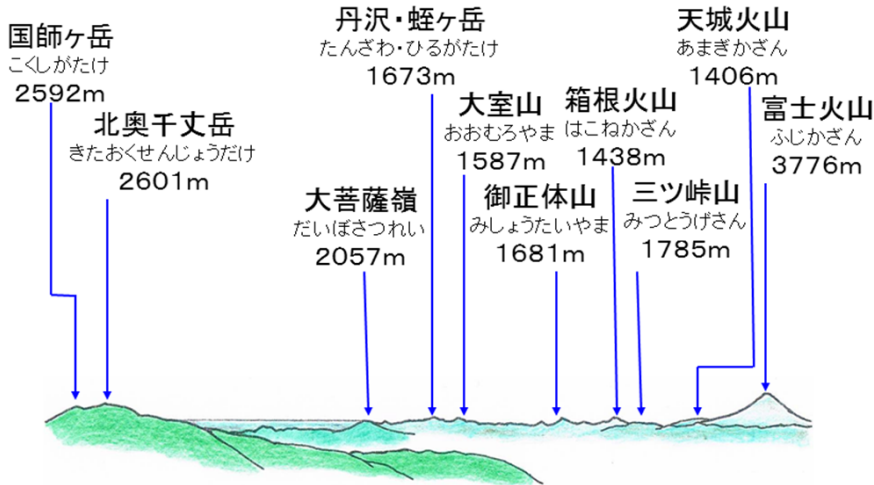 国師ヶ岳
こくしがたけ
2592m
北奥千丈岳
きたおくせんじょうだけ
2601m
大菩薩嶺
だいぼさつれい
2057m
丹沢・蛭ヶ岳
たんざわ・ひるがたけ
1673m
大室山
おおむろやま
1587m
御正体山
みしょうたいやま
1681m
箱根火山
はこねかざん
1438m
三ツ峠山
みつとうげさん
1785m
天城火山
あまぎかざん
1406m
富士火山
ふじかざん
3776m